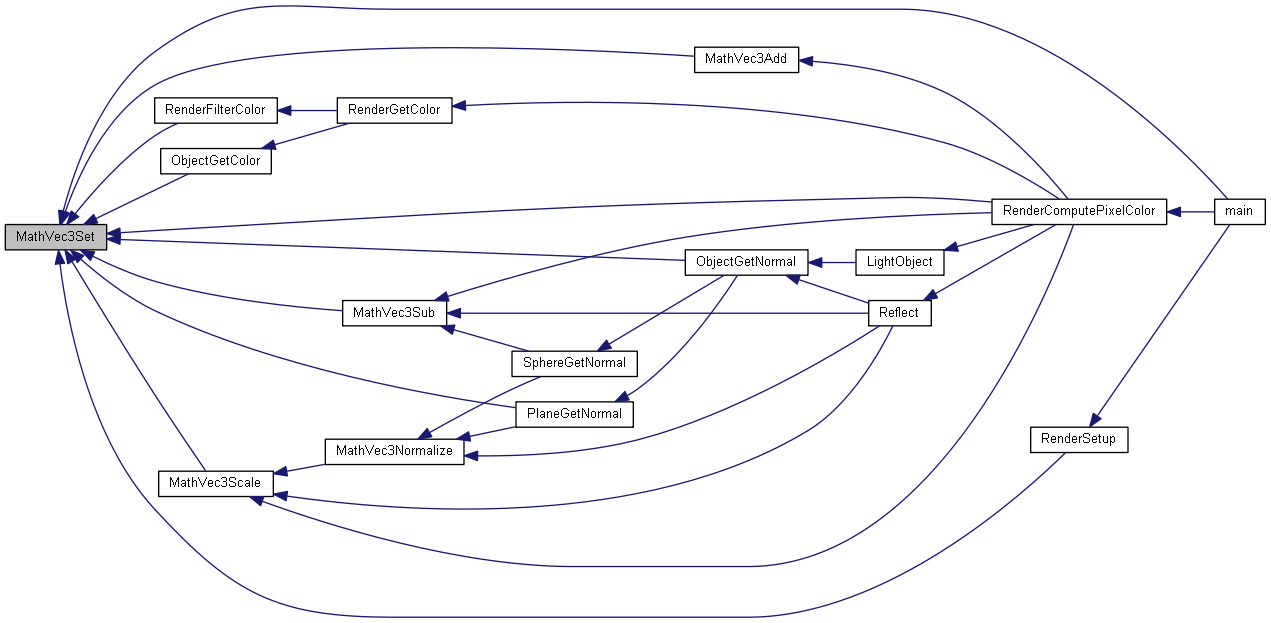 MathVec3Add
RenderFilterColor
RenderGetColor
ObjectGetColor
RenderComputePixelColor
main
MathVec3Set
ObjectGetNormal
LightObject
MathVec3Sub
Reflect
SphereGetNormal
PlaneGetNormal
RenderSetup
MathVec3Normalize
MathVec3Scale